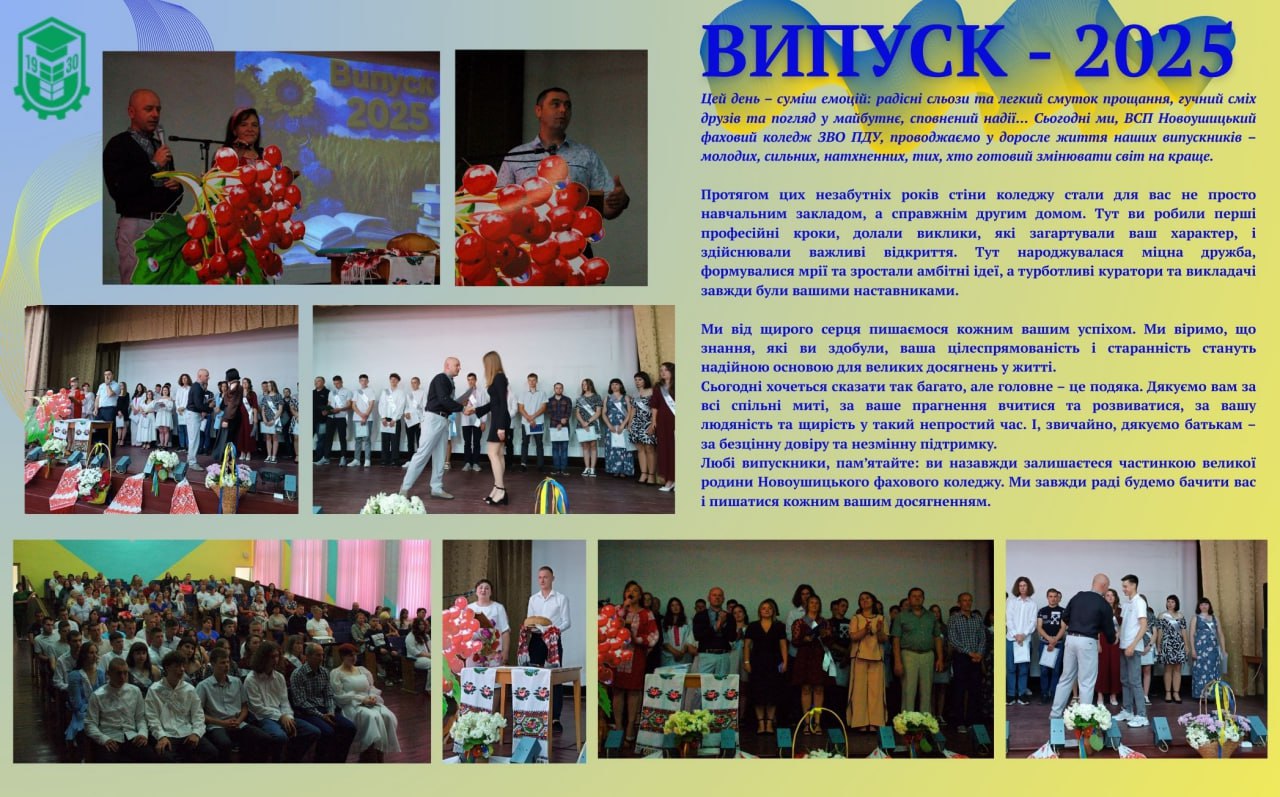 19 30
Випуск
2025
ВИПУСК - 2025
Цей день – суміш емоцій: радісні сльози та легкий смуток прощання, гучний сміх
друзів та погляд у майбутнє, сповнений надії... Сьогодні ми, ВСП Новоушицький
фаховий коледж ЗВО ПДУ, проводжаємо у доросле життя наших випускників –
молодих, сильних, натхненних, тих, хто готовий змінювати світ на краще.
Протягом цих незабутніх років стіни коледжу стали для вас не просто
навчальним закладом, а справжнім другим домом. Тут ви робили перші
професійні кроки, долали виклики, які загартували ваш характер, і
здійснювали важливі відкриття. Тут народжувалася міцна дружба,
формувалися мрії та зростали амбітні ідеї, а турботливі куратори та викладачі
завжди були вашими наставниками.
Ми від щирого серця пишаємося кожним вашим успіхом. Ми віримо, що
знання, які ви здобули, ваша цілеспрямованість і старанність стануть
надійною основою для великих досягнень у житті.
Сьогодні хочеться сказати так багато, але головне – це подяка. Дякуємо вам за
всі спільні миті, за ваше прагнення вчитися та розвиватися, за вашу
людяність та щирість у такий непростий час. І, звичайно, дякуємо батькам –
за безцінну довіру та незмінну підтримку.
Любі випускники, пам’ятайте: ви назавжди залишаєтеся частинкою великої
родини Новоушицького фахового коледжу. Ми завжди раді будемо бачити вас
і пишатися кожним вашим досягненням.